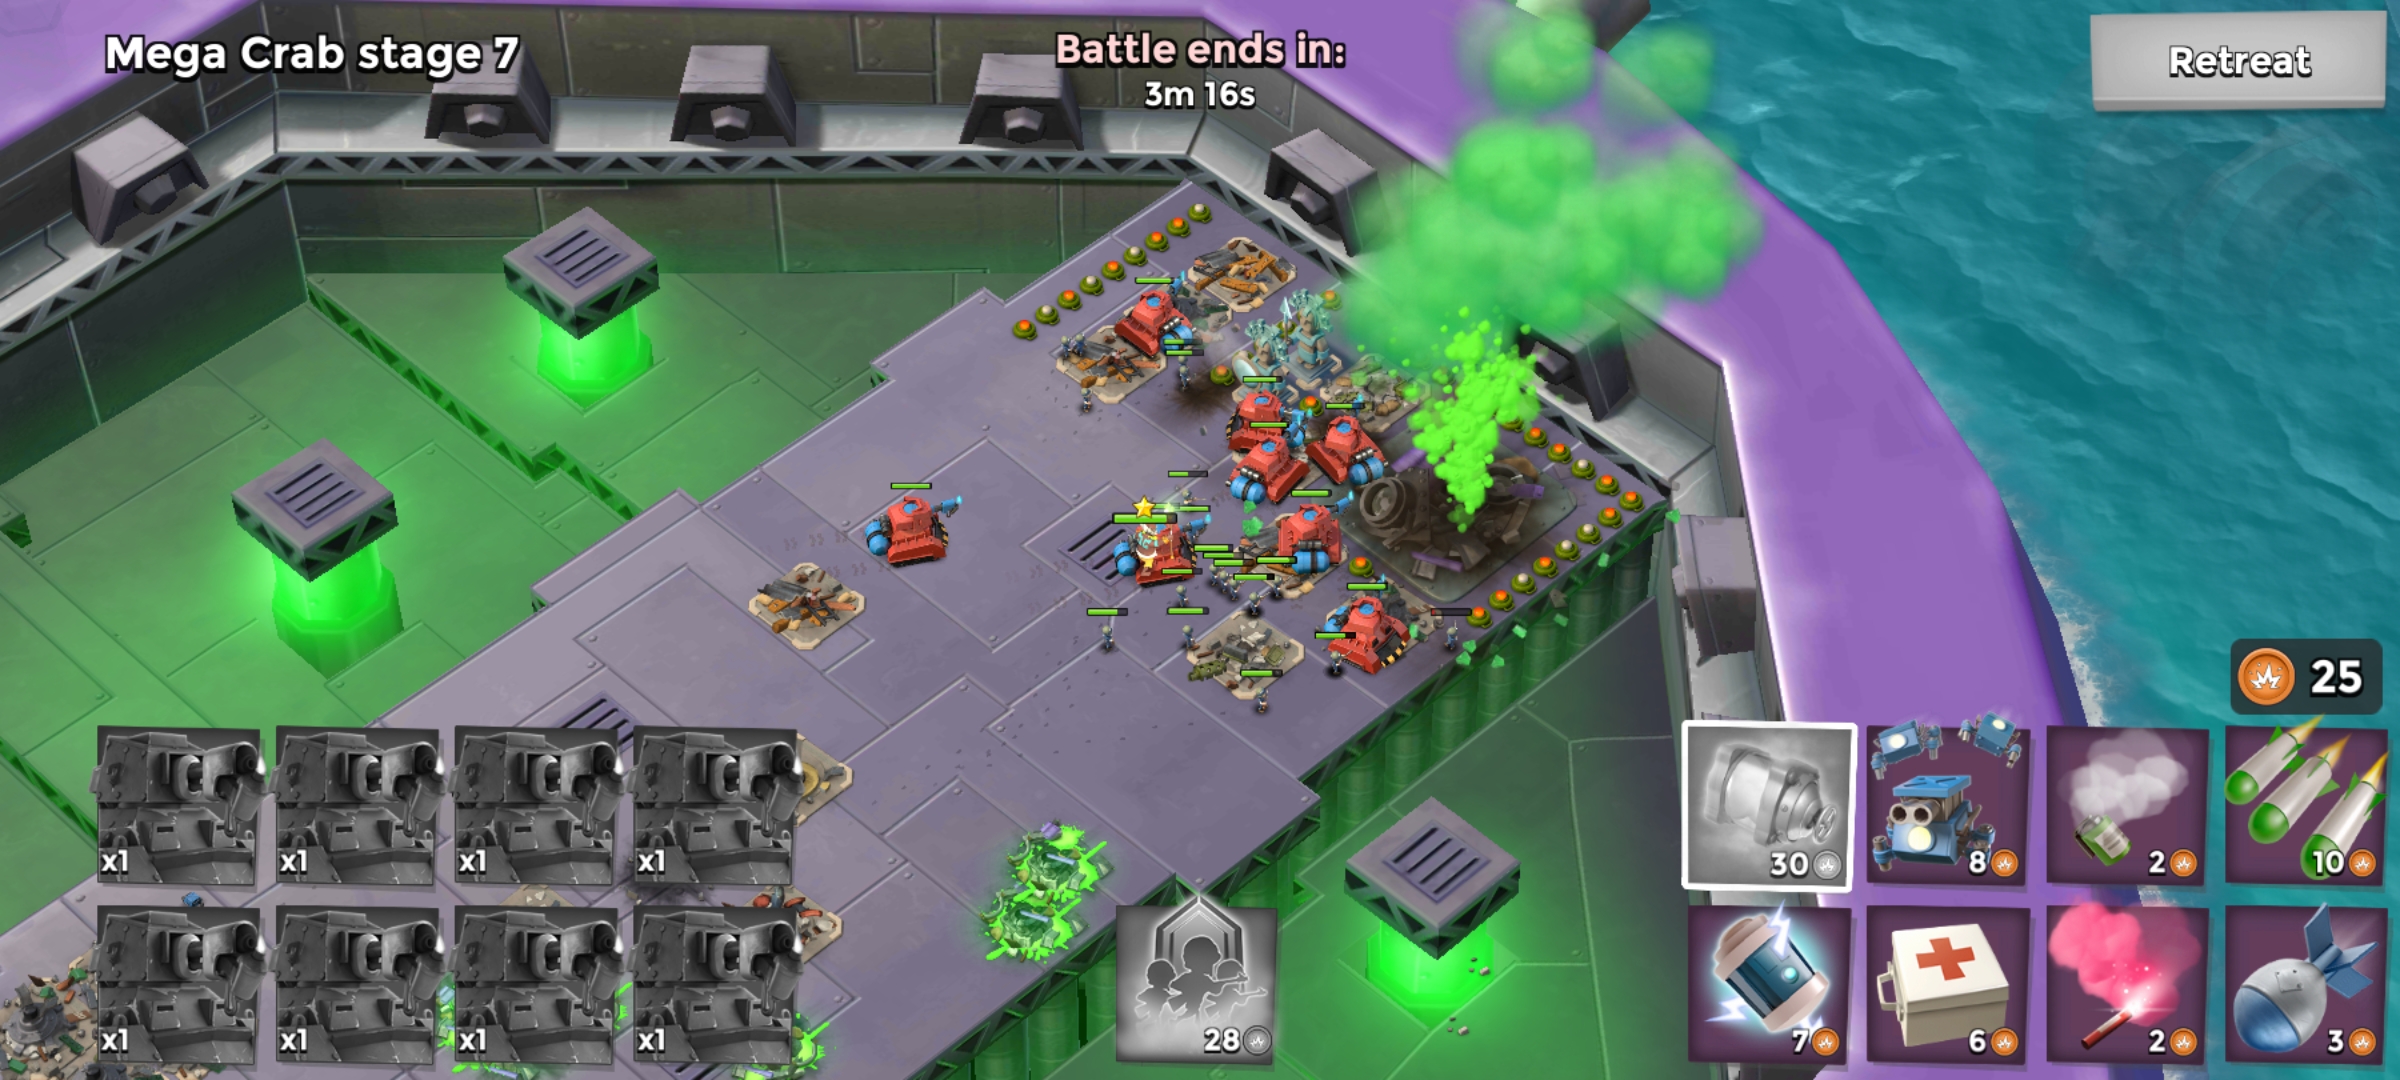 Mega Crab stage 7
Battle ends in:
3m 16s
Retreat
25
x1
x1
x1
x1
30
8
2
10
x1
x1
x1
x1
28
7
6
2
3